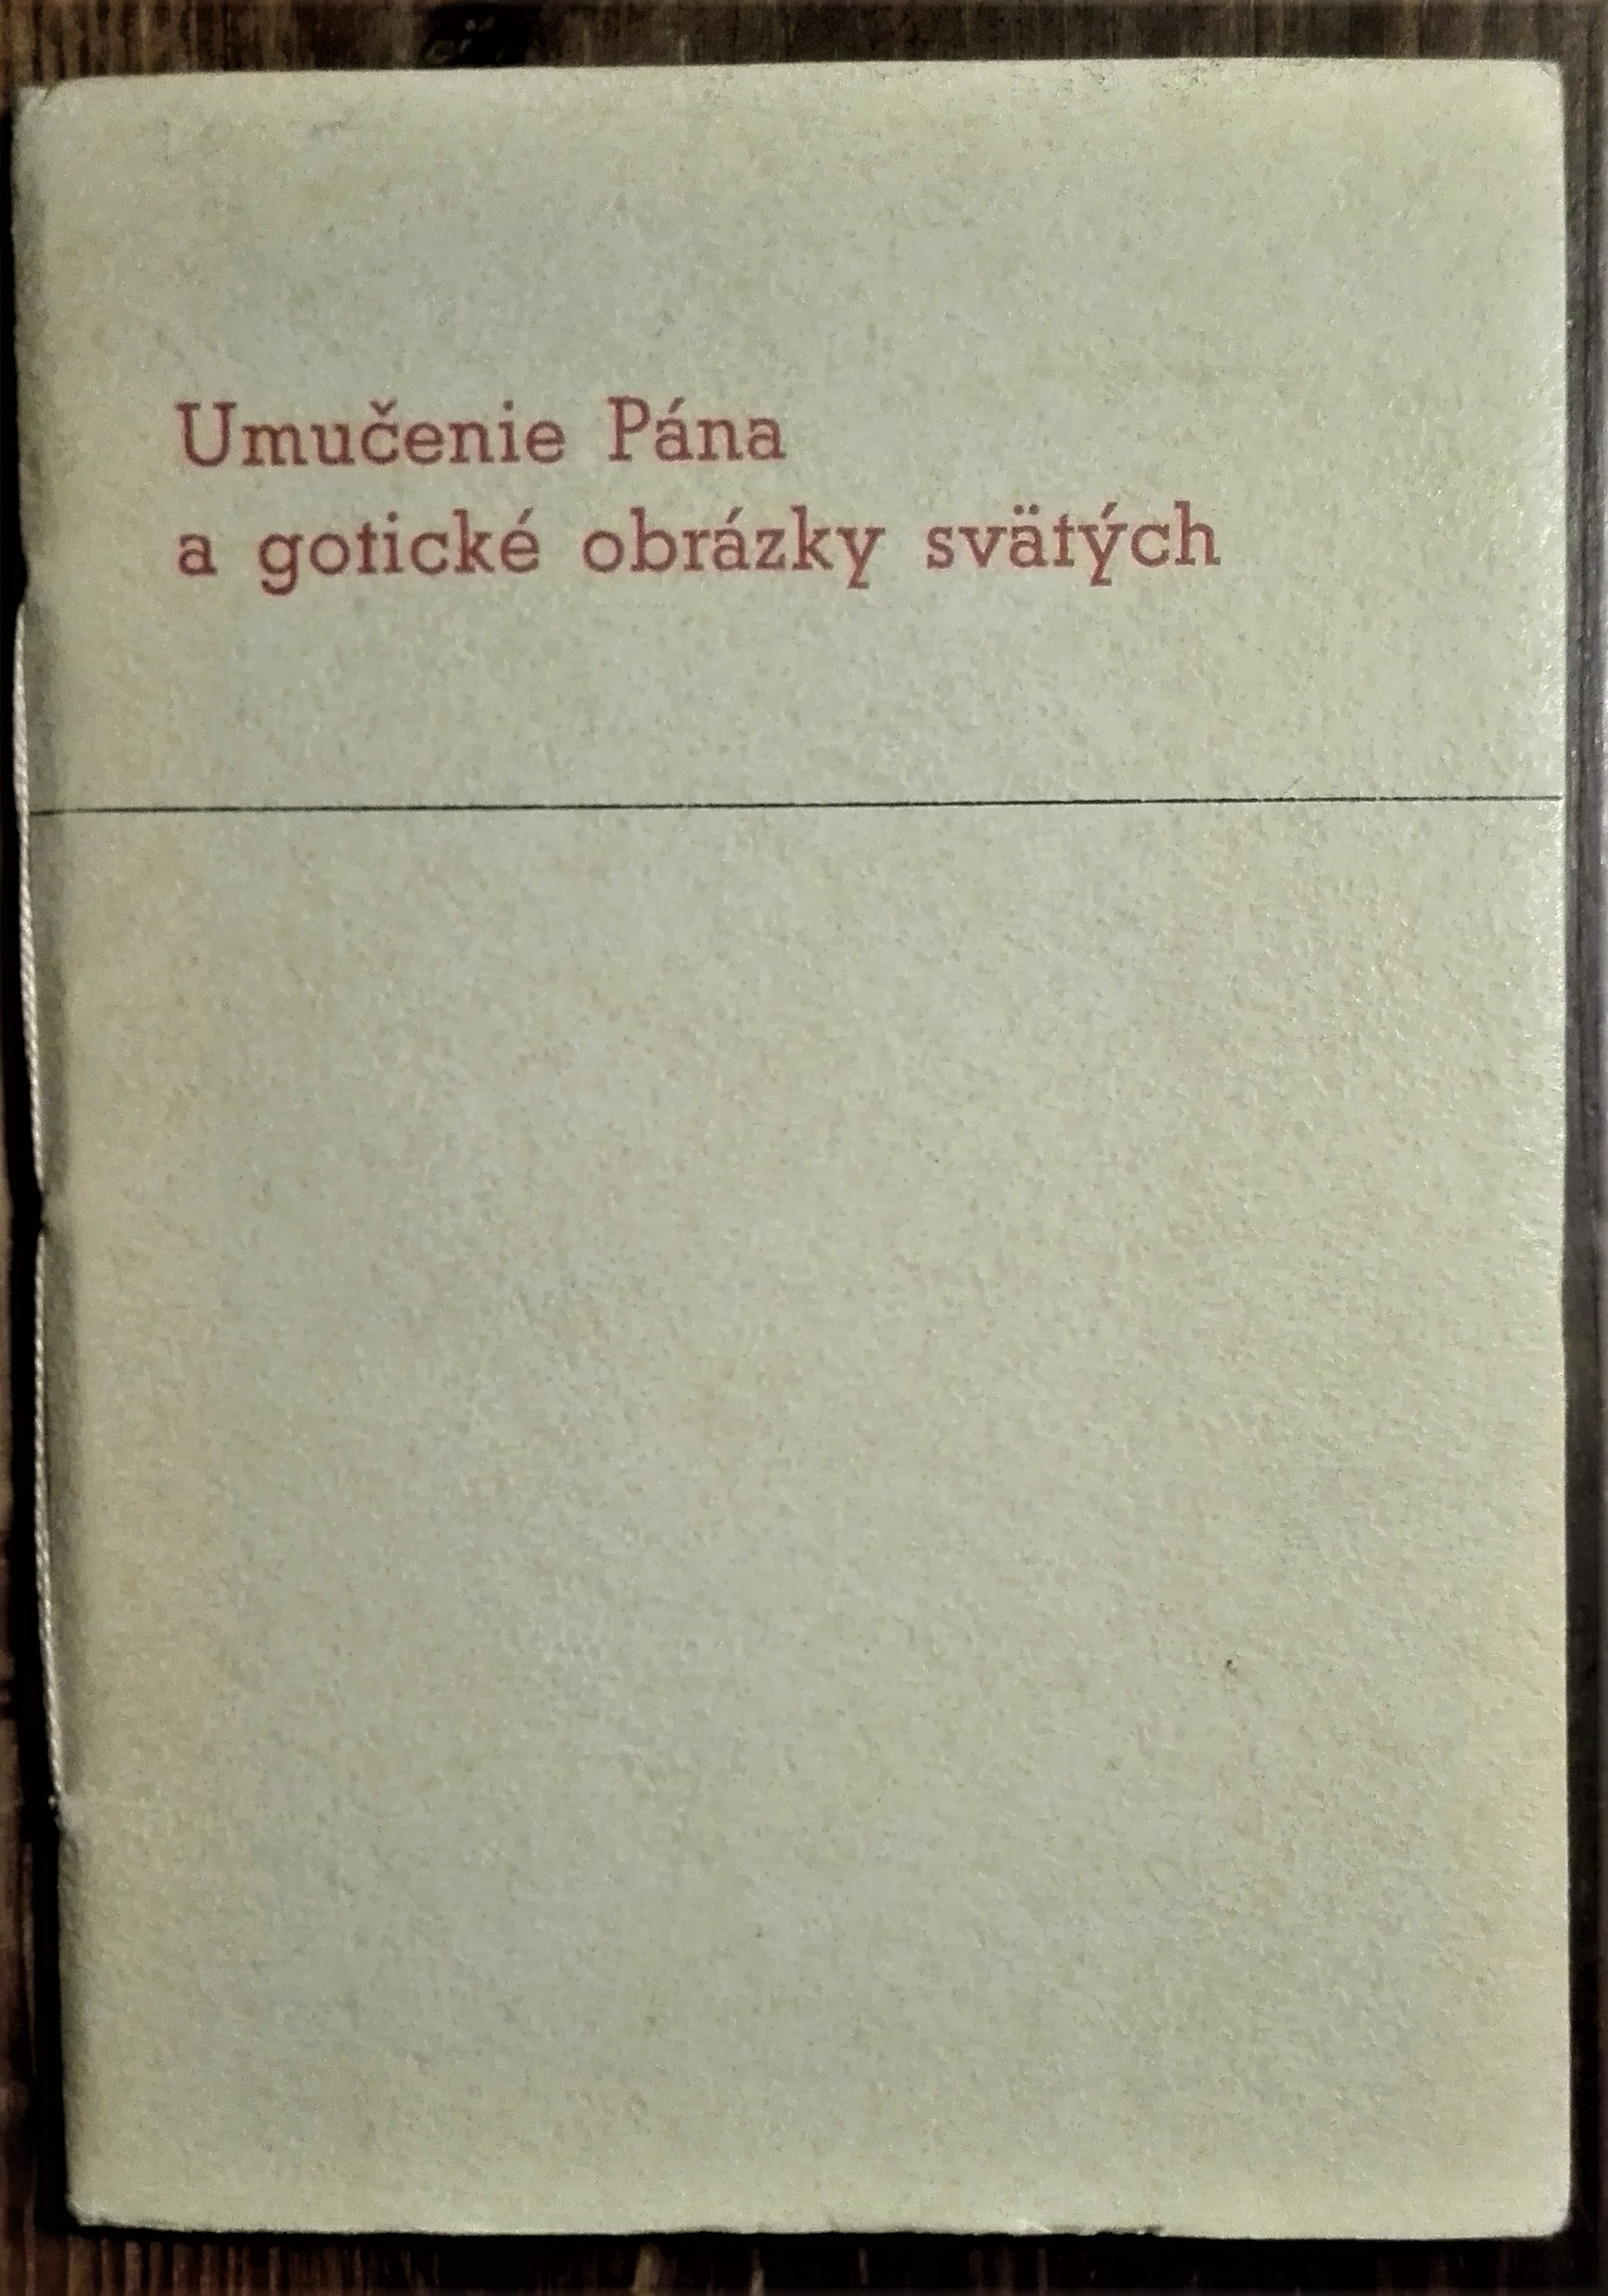 Umučenie Pána
a gotické obrázky svätých